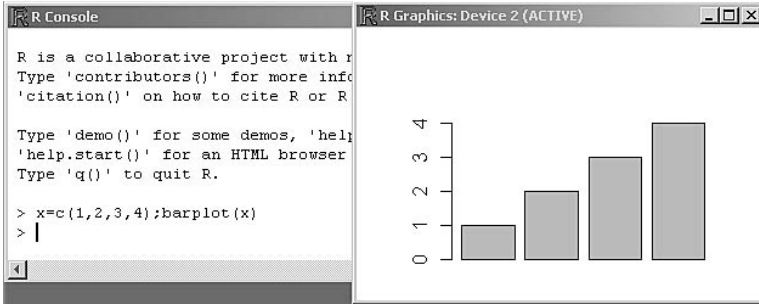 R Console
R is a collaborative project with
Type 'contributors()' for more
'citation()' on how to cite R or R
Type 'demo()' for some demos,
'help.start()' for an HTML browser
Type 'q()' to quit R.
> x=c(1,2,3,4);barplot(x)
>
R Graphics: Device 2 (ACTIVE)
4
3
2
1
0